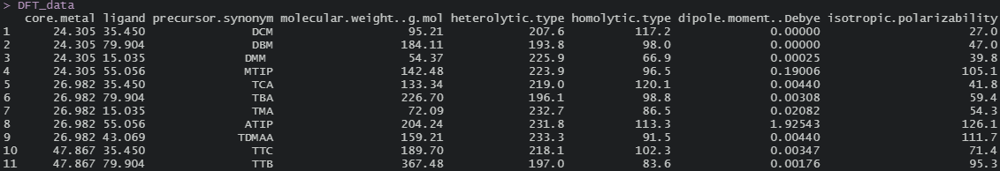 > DFT_data
core.metal ligand precursor.synonym molecular.weight..g.mol heterolytic.type homolytic.type dipole.moment..Debye isotropic.polarizability
1 24.305 35.450 DCM 95.21 207.6 117.2 0.00000 27.0
2 24.305 79.904 DBM 184.11 193.8 98.0 0.00000 47.0
3 24.305 15.035 DMM 54.37 225.9 66.9 0.00025 39.8
4 24.305 55.056 MTIP 142.48 223.9 96.5 0.19006 105.1
5 26.982 35.450 TCA 133.34 219.0 120.1 0.00440 41.8
6 26.982 79.904 TBA 226.70 196.1 98.8 0.00308 59.4
7 26.982 15.035 TMA 72.09 232.7 86.5 0.02082 54.3
8 26.982 55.056 ATIP 204.24 231.8 113.3 1.92543 126.1
9 26.982 43.069 TDMAA 159.21 233.3 91.5 0.00440 111.7
10 47.867 35.450 TTC 189.70 218.1 102.3 0.00347 71.4
11 47.867 79.904 TTB 367.48 197.0 83.6 0.00176 95.3